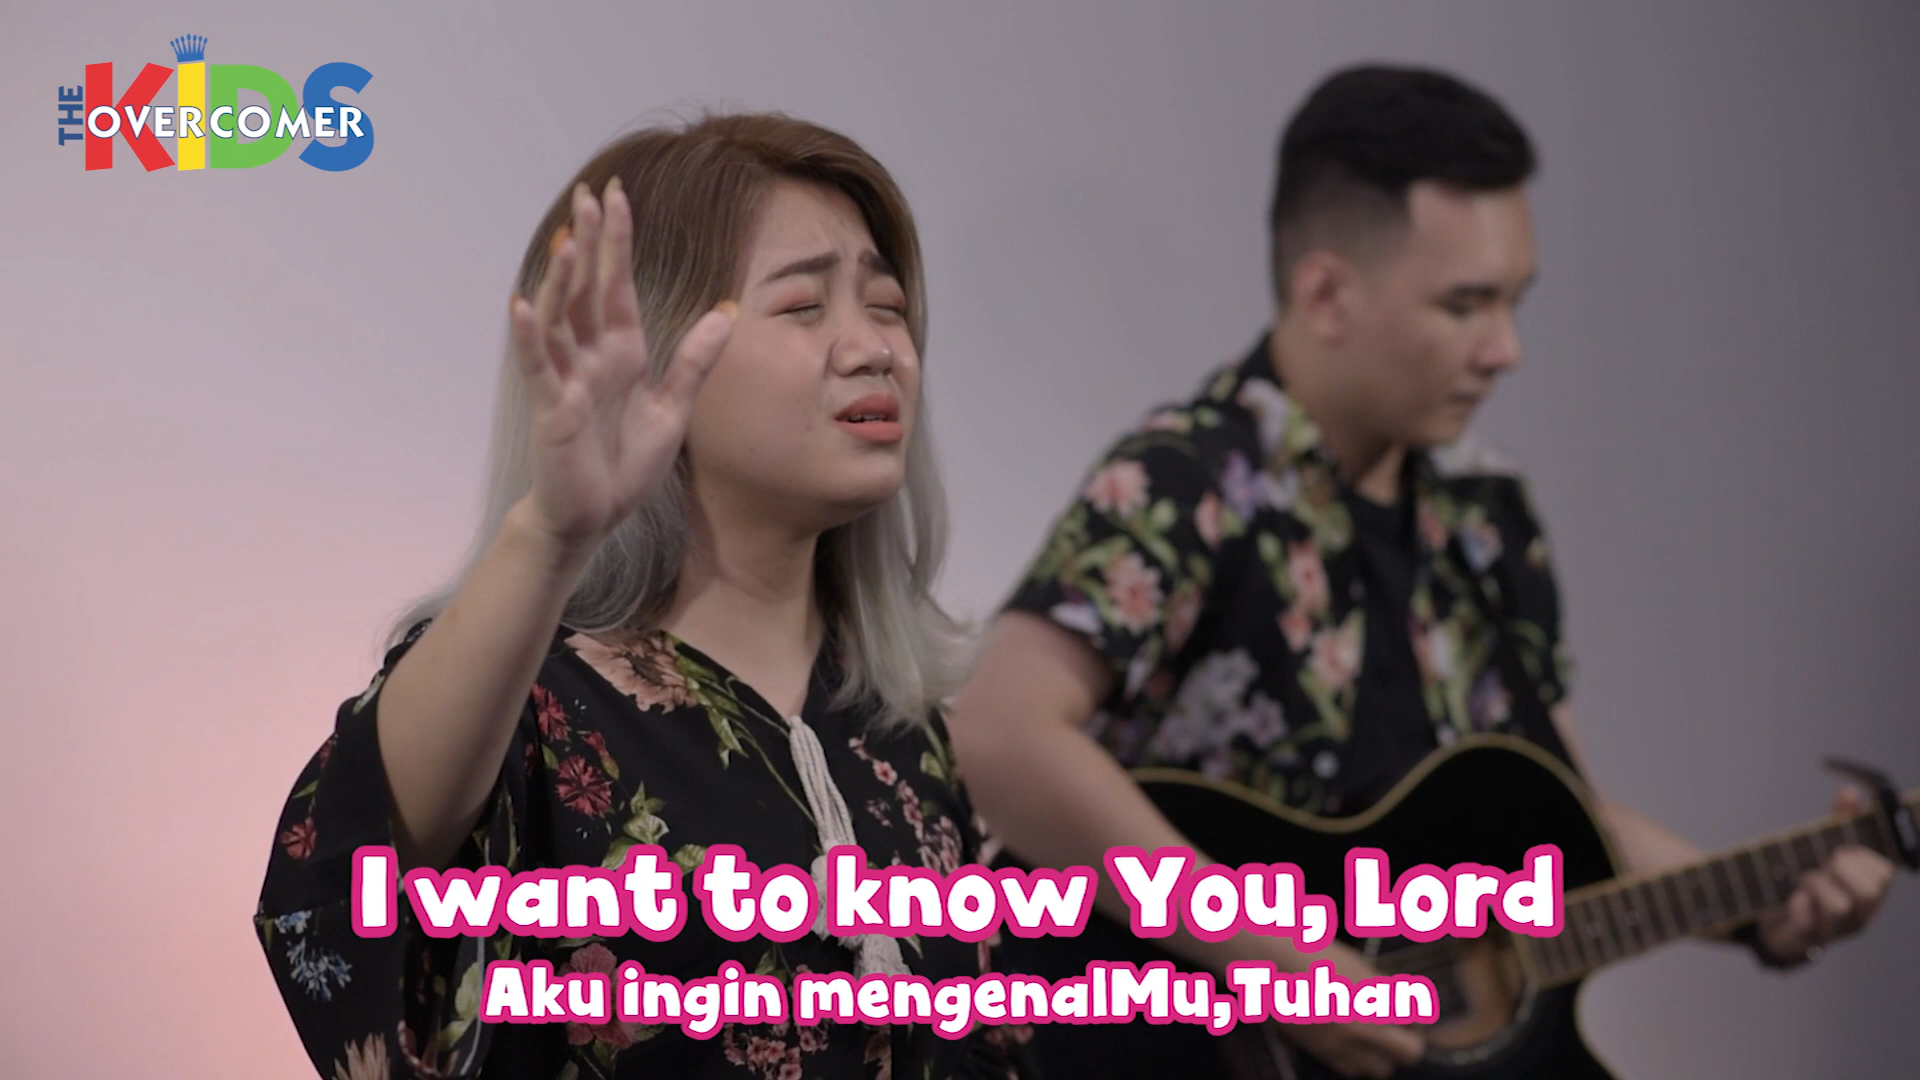 THE KIDS
OVERCOMER
I want to know You, Lord
Aku ingin mengenalMu,Tuhan